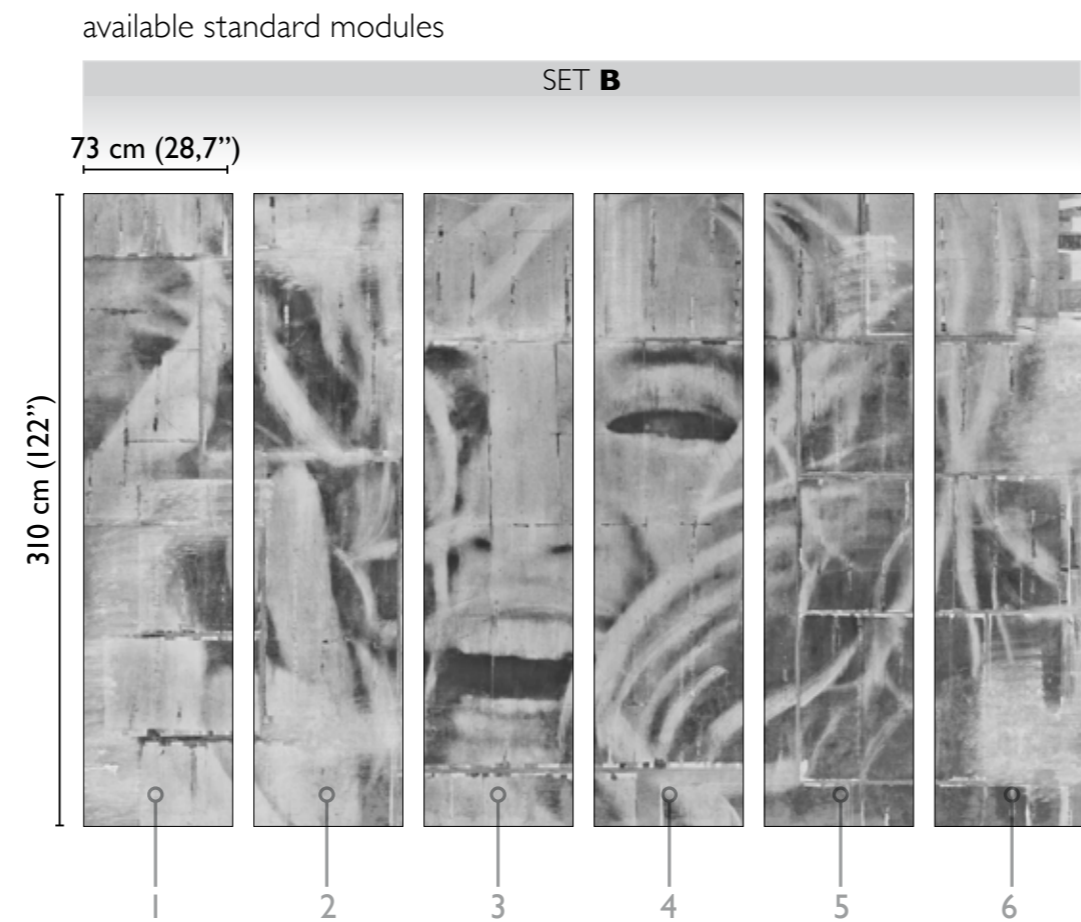 available standard modules
SET B
73 cm (28,7”)
310 cm (122”)
1 2 3 4 5 6